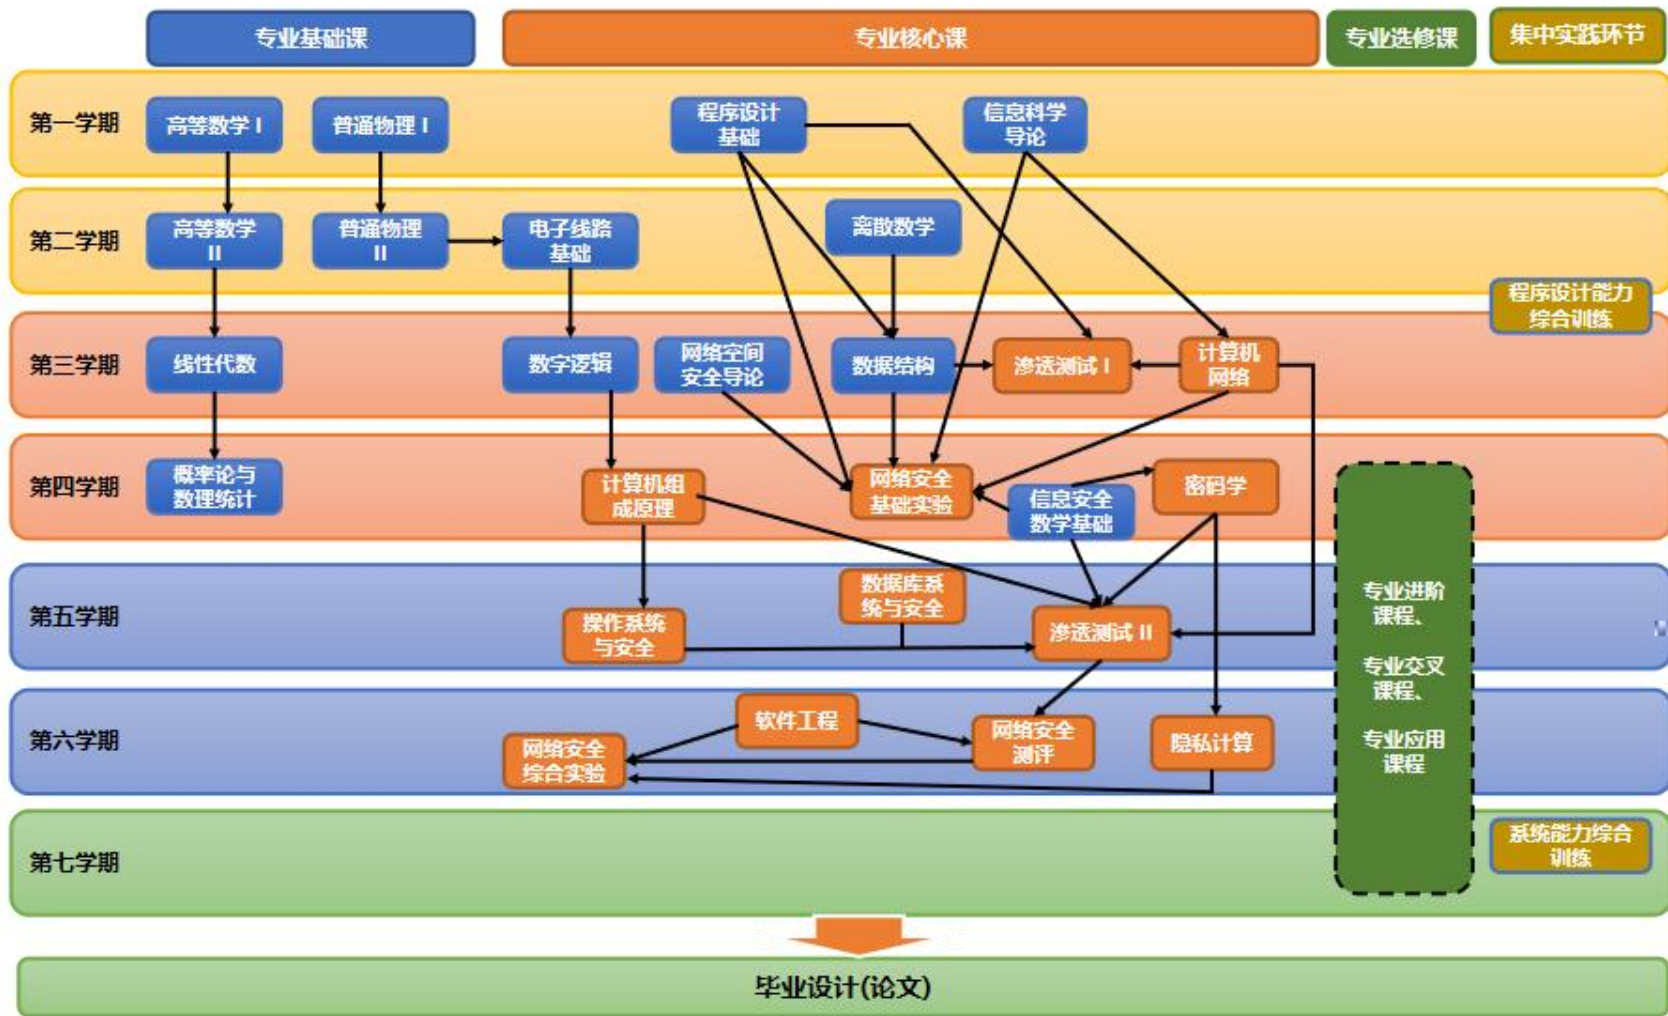 专业基础课
专业核心课
专业选修课
集中实践环节
第一学期
高等数学 I
普通物理 I
程序设计
基础
信息科学
导论
第二学期
高等数学
II
普通物理
II
电子线路
基础
离散数学
程序设计能力
综合训练
第三学期
线性代数
数字逻辑
网络空间
安全导论
数据结构
渗透测试 I
计算机
网络
第四学期
概率论与
数理统计
计算机组
成原理
网络安全
基础实验
信息安全
数学基础
密码学
第五学期
操作系统
与安全
数据库系
统与安全
渗透测试 II
专业进阶
课程、
专业交叉
课程、
专业应用
课程
第六学期
网络安全
综合实验
软件工程
网络安全
测评
隐私计算
第七学期
系统能力综合
训练
毕业设计(论文)